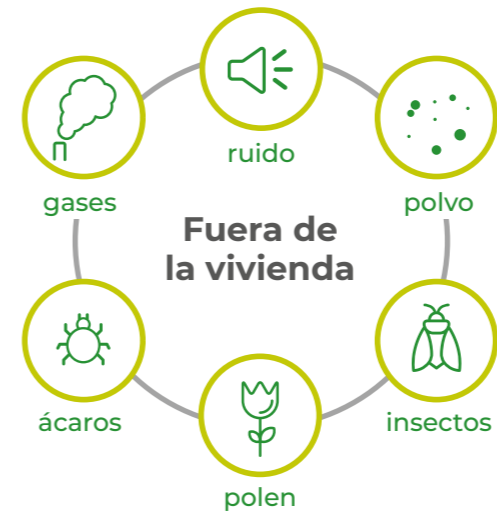 ruido
gases
polvo
Fuera de
la vivienda
ácaros
insectos
polen